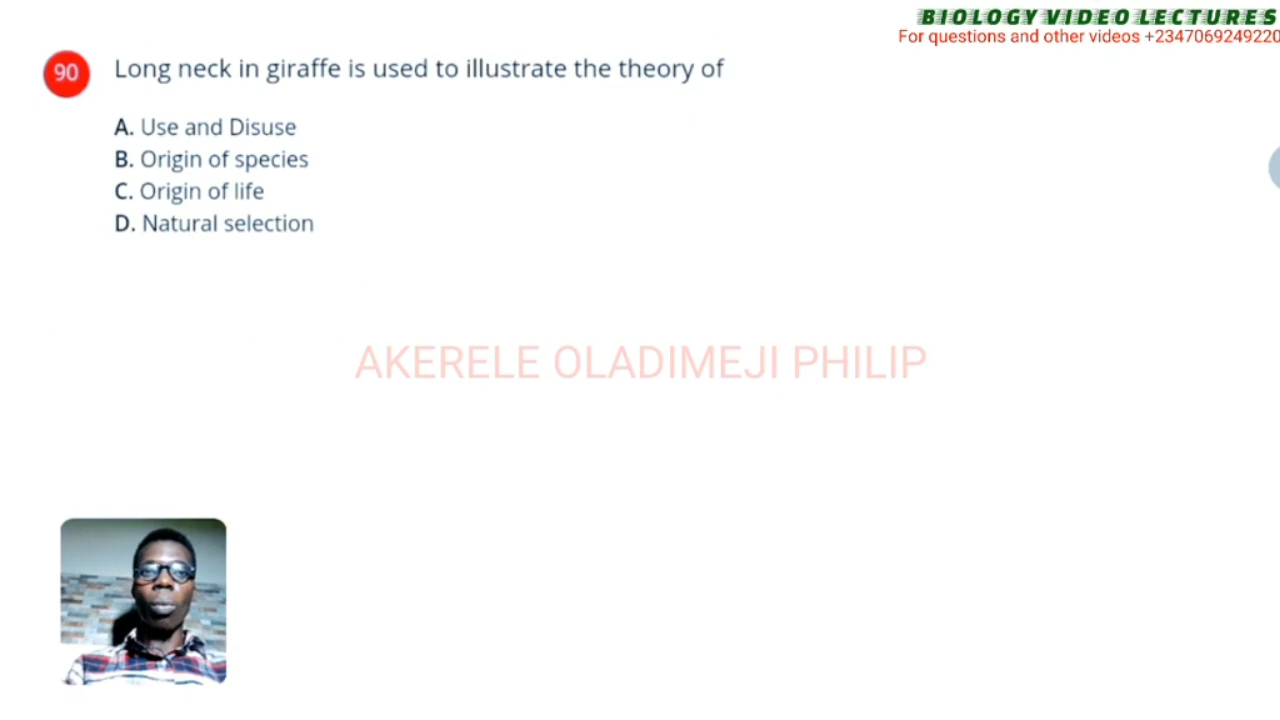 BIOLOGY VIDEO LECTURES
For questions and other videos +2347069249220
90 Long neck in giraffe is used to illustrate the theory of
A. Use and Disuse
B. Origin of species
C. Origin of life
D. Natural selection
AKERELE OLADIMEJI PHILIP